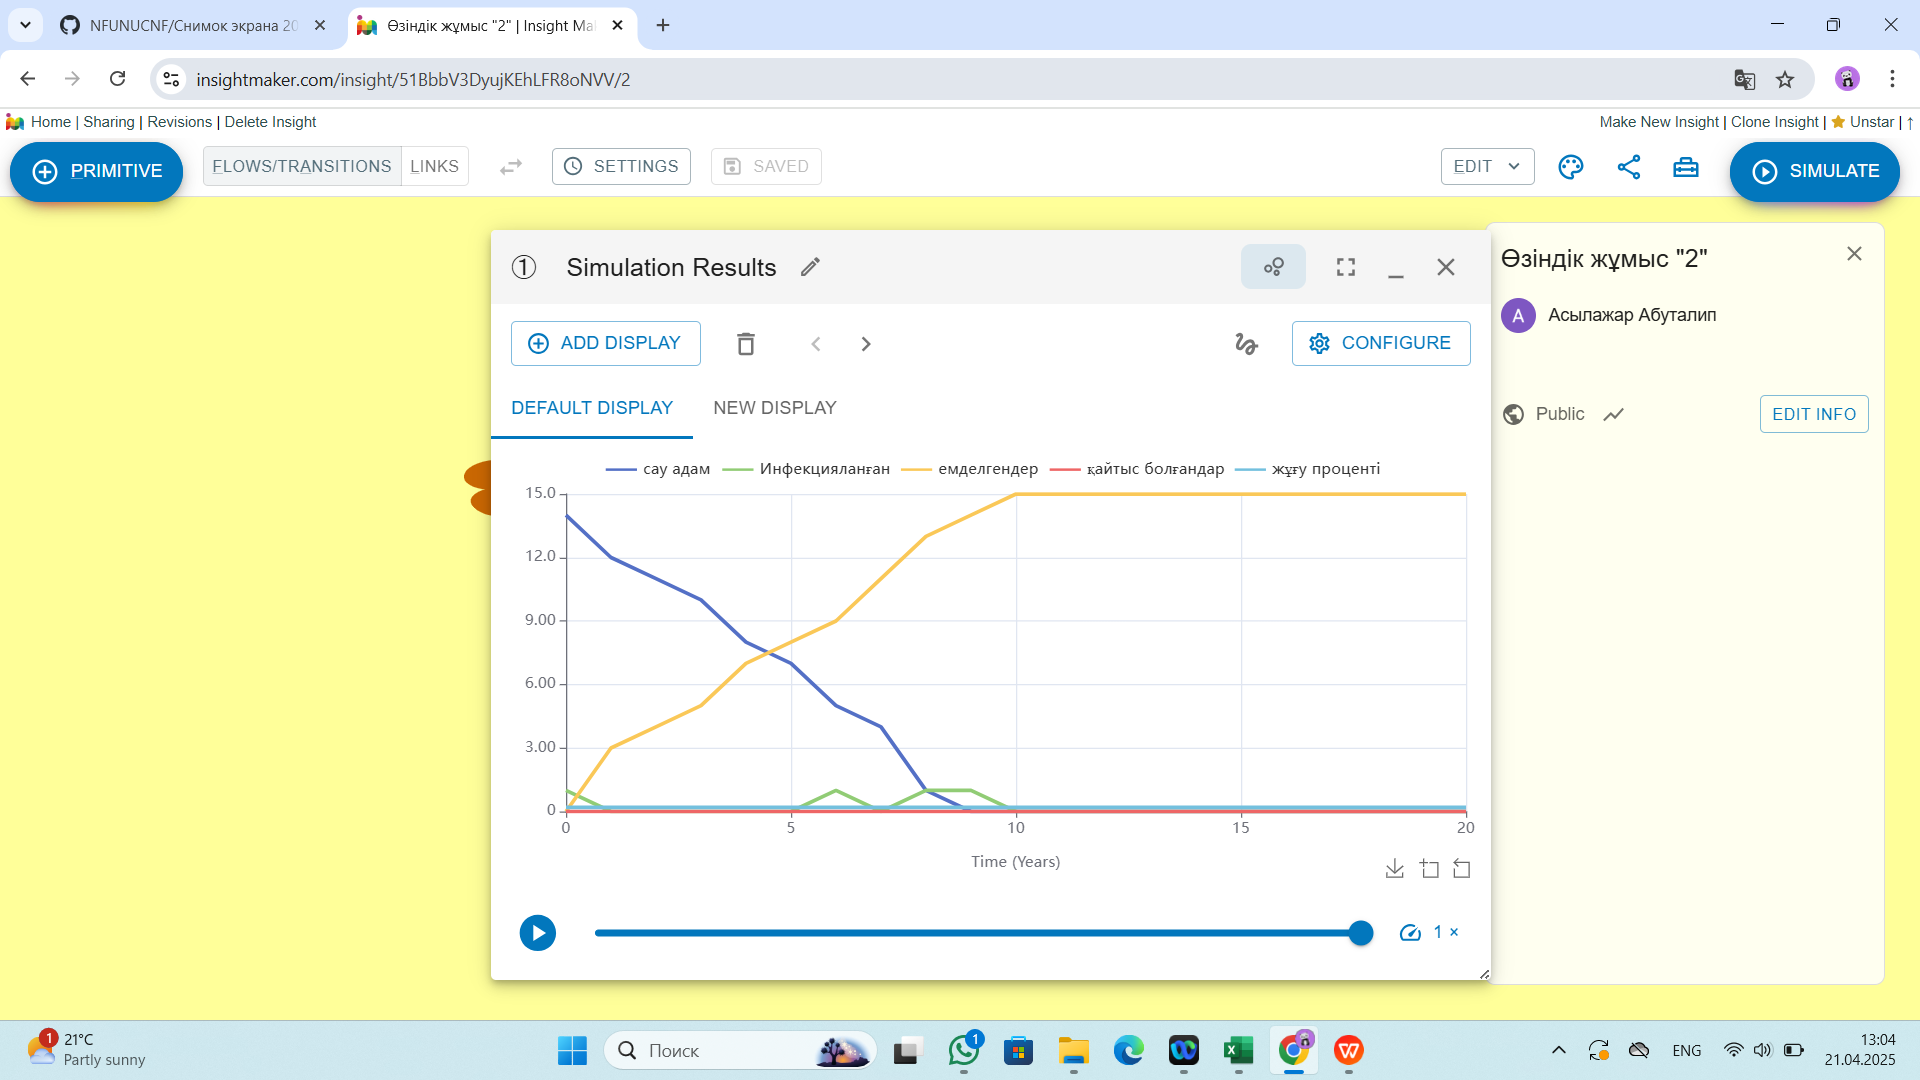 NFUNUCNF/Снимок экрана 20
Өзіндік жұмыс "2" | Insight Ma
insightmaker.com/insight/51BbbV3DyujKEhLFR8oNVV/2
Home | Sharing | Revisions | Delete Insight
Make New Insight | Clone Insight | Unstar | ↑
PRIMITIVE
FLOWS/TRANSITIONS LINKS
SETTINGS
SAVED
EDIT
SIMULATE
① Simulation Results
ADD DISPLAY
CONFIGURE
DEFAULT DISPLAY NEW DISPLAY
сау адам Инфекцияланған емделгендер қайтыс болғандар жұғу проценті
15.0
12.0
9.00
6.00
3.00
0
0 5 10 15 20
Time (Years)
1 ×
Өзіндік жұмыс "2"
А Асылажар Абуталип
Public
EDIT INFO
1
21°C
Partly sunny
Поиск
1
ENG
13:04
21.04.2025